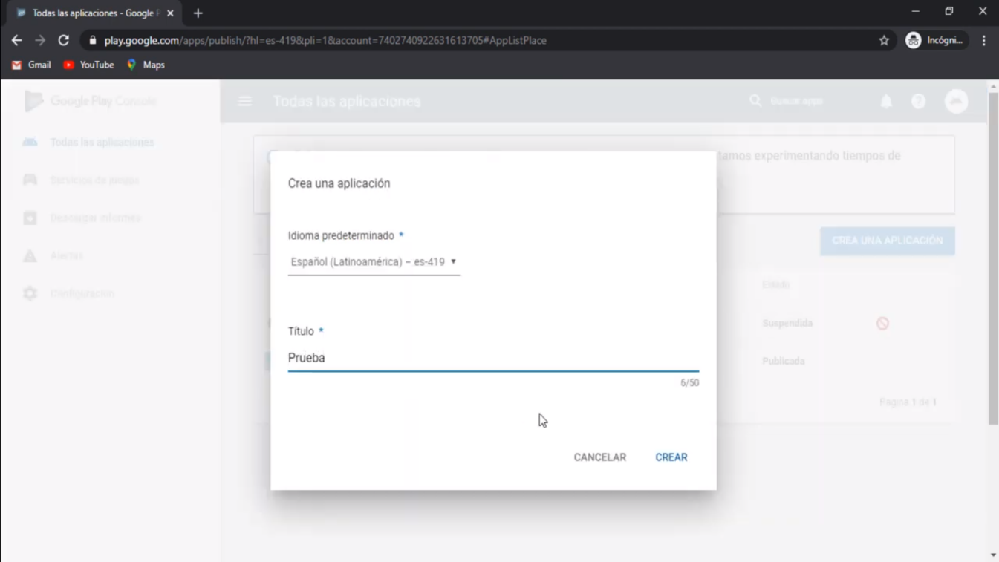 Todas las aplicaciones - Google P
play.google.com/apps/publish/?hl=es-419&pli=1&account=7402740922631613705#AppListPlace
Incógni...
Gmail
YouTube
Maps
Google Play Console
Todas las aplicaciones
Buscar apps
Todas las aplicaciones
Servicios de juegos
Descargar informes
Alertas
Configuración
tamos experimentando tiempos de
CREA UNA APLICACIÓN
Estado
Suspendida
Publicada
Página 1 de 1
Crea una aplicación
Idioma predeterminado *
Español (Latinoamérica) – es-419
Título *
Prueba
6/50
CANCELAR
CREAR